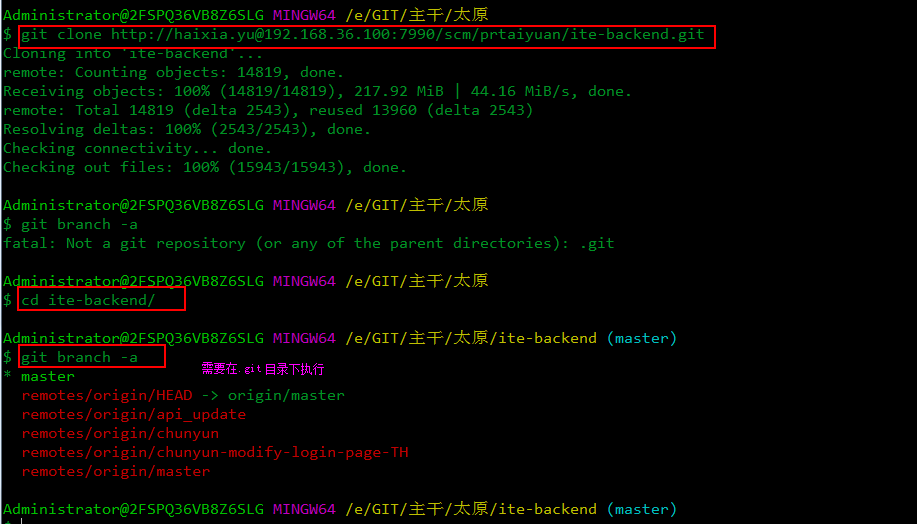 Administrator@2FSPQ36VB8Z6SLG MINGW64 /e/GIT/主干/太原
$ git clone http://haixia.yu@192.168.36.100:7990/scm/prtaiyuan/ite-backend.git
Cloning into 'ite-backend'...
remote: Counting objects: 14819, done.
Receiving objects: 100% (14819/14819), 217.92 MiB | 44.16 MiB/s, done.
remote: Total 14819 (delta 2543), reused 13960 (delta 2543)
Resolving deltas: 100% (2543/2543), done.
Checking connectivity... done.
Checking out files: 100% (15943/15943), done.
Administrator@2FSPQ36VB8Z6SLG MINGW64 /e/GIT/主干/太原
$ git branch -a
fatal: Not a git repository (or any of the parent directories): .git
Administrator@2FSPQ36VB8Z6SLG MINGW64 /e/GIT/主干/太原
$ cd ite-backend/
Administrator@2FSPQ36VB8Z6SLG MINGW64 /e/GIT/主干/太原/ite-backend (master)
$ git branch -a
需要在.git目录下执行
* master
remotes/origin/HEAD -> origin/master
remotes/origin/api_update
remotes/origin/chunyun
remotes/origin/chunyun-modify-login-page-TH
remotes/origin/master
Administrator@2FSPQ36VB8Z6SLG MINGW64 /e/GIT/主干/太原/ite-backend (master)